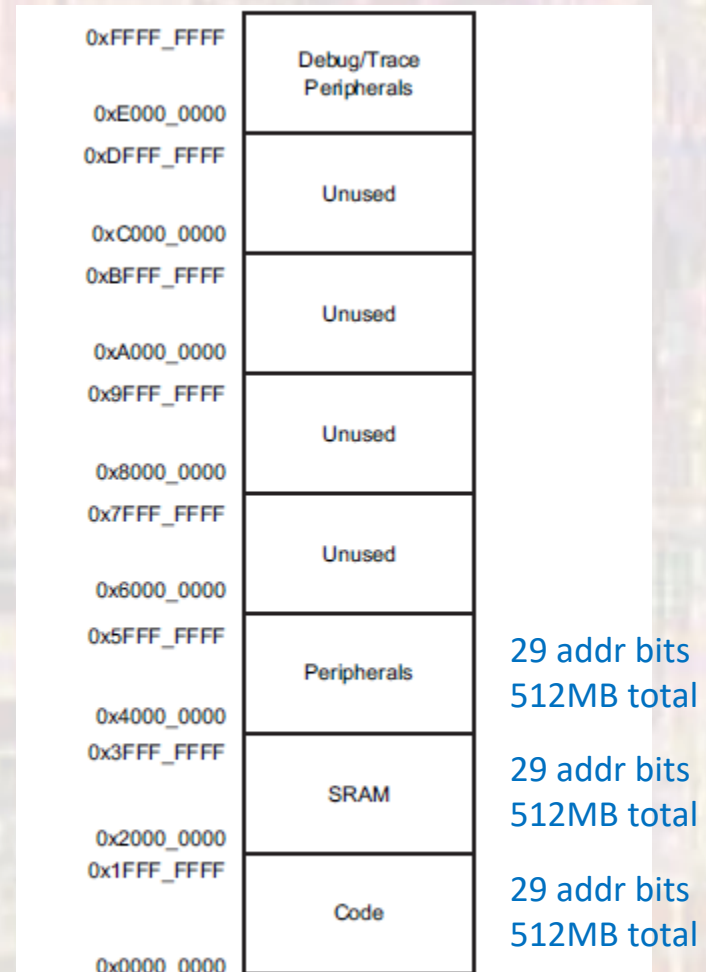 0xFFFF_FFFF
Debug/Trace
Peripherals
0xE000_0000
0xDFFF_FFFF
Unused
0xC000_0000
0xBFFF_FFFF
Unused
0xA000_0000
0x9FFF_FFFF
Unused
0x8000_0000
0x7FFF_FFFF
Unused
0x6000_0000
0x5FFF_FFFF
Peripherals
29 addr bits
512MB total
0x4000_0000
0x3FFF_FFFF
SRAM
29 addr bits
512MB total
0x2000_0000
0x1FFF_FFFF
Code
29 addr bits
512MB total
0x0000_0000